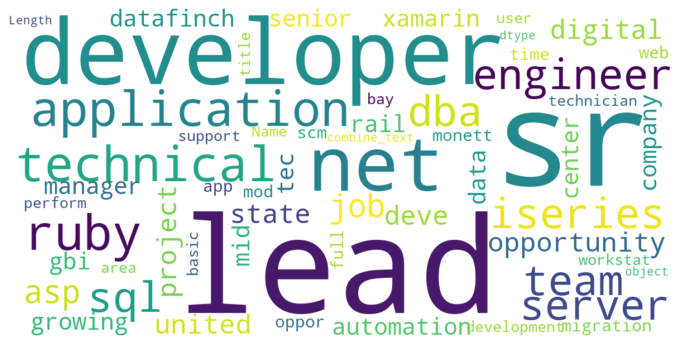 Length
datafinch
senior
xamarin
user
digital
dtype
title
time
web
developer
engineer
application
bay
dba
technician
support
Name
scm
rail
combine_text
monett
sr
company
center
technical
net
data
tec
manager
app
mod
job
deve
iseries
perform
state
ruby
project
basic
mid
lead
full
opportunity
gbi
area
workstat
object
team
asp
sql
server
growing
united
oppor
automation
development
migration